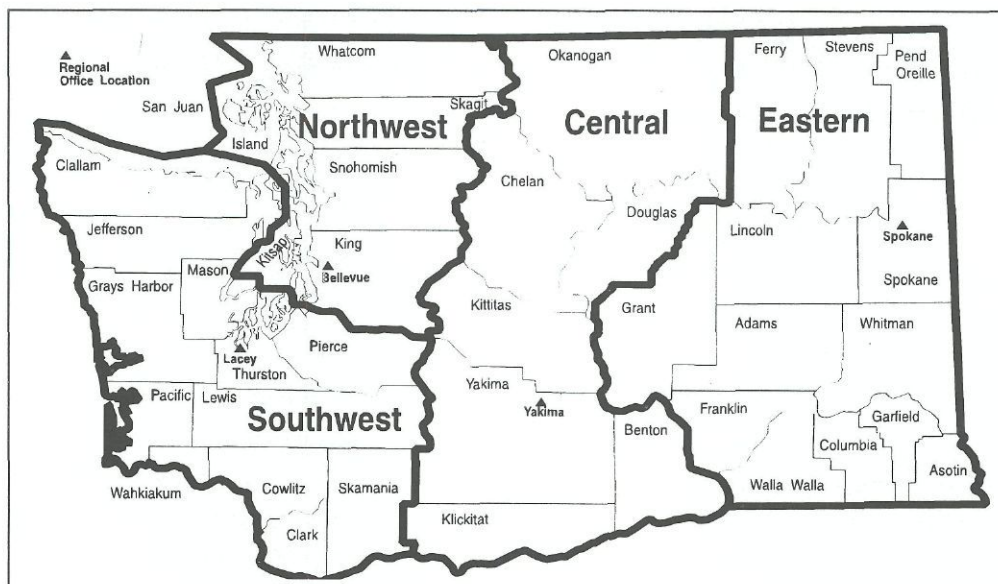 Regional
Office Location
San Juan
Whatcom
Skagit
Northwest
Island
Snohomish
King
Kitsap
Bellevue
Okanogan
Central
Chelan
Douglas
Kittitas
Yakima
Yakima
Benton
Klickitat
Ferry
Stevens
Pend
Oreille
Eastern
Lincoln
Spokane
Spokane
Grant
Adams
Whitman
Franklin
Garfield
Columbia
Asotin
Walla Walla
Clallam
Jefferson
Mason
Grays Harbor
Pierce
Lacey
Thurston
Pacific
Lewis
Southwest
Wahkiakum
Cowlitz
Skamania
Clark